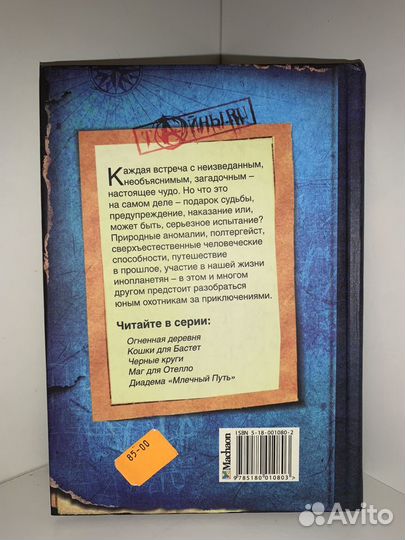 ТАЙНЫ.RU
Каждая встреча с неизведанным,
необъяснимым, загадочным –
настоящее чудо. Но что это
на самом деле – подарок судьбы,
предупреждение, наказание или,
может быть, серьезное испытание?
Природные аномалии, полтергейст,
сверхъестественные человеческие
способности, путешествие
в прошлое, участие в нашей жизни
инопланетян – в этом и многом
другом предстоит разобраться
юным охотникам за приключениями.
Читайте в серии:
Огненная деревня
Кошки для Бастет
Черные круги
Маг для Отелло
Диадема «Млечный Путь»
85-00
Machaon
ISBN 5-18-001080-2
9785180010803
Avito